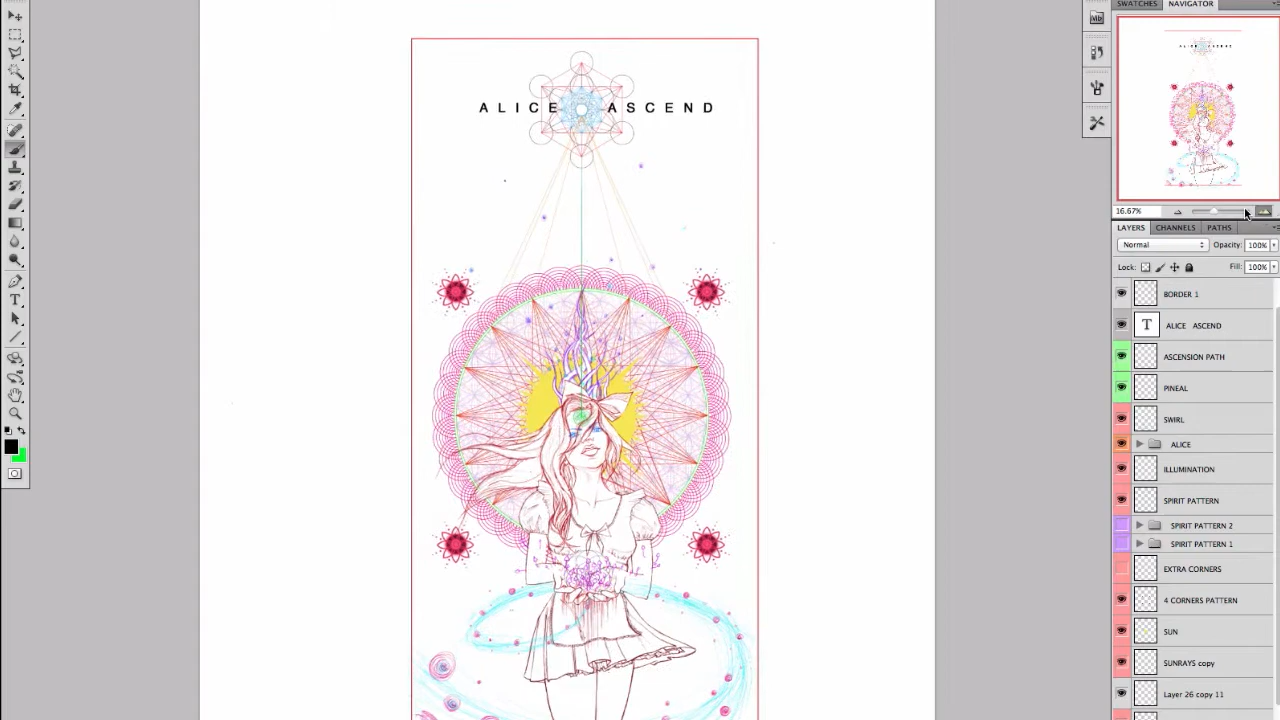 SWATCHES NAVIGATOR
ALICE ASCEND
16.67%
LAYERS CHANNELS PATHS
Normal Opacity: 100%
Lock: Fill: 100%
BORDER 1
T ALICE ASCEND
ASCENSION PATH
PINEAL
SWIRL
ALICE
ILLUMINATION
SPIRIT PATTERN
SPIRIT PATTERN 2
SPIRIT PATTERN 1
EXTRA CORNERS
4 CORNERS PATTERN
SUN
SUNRAYS copy
Layer 26 copy 11